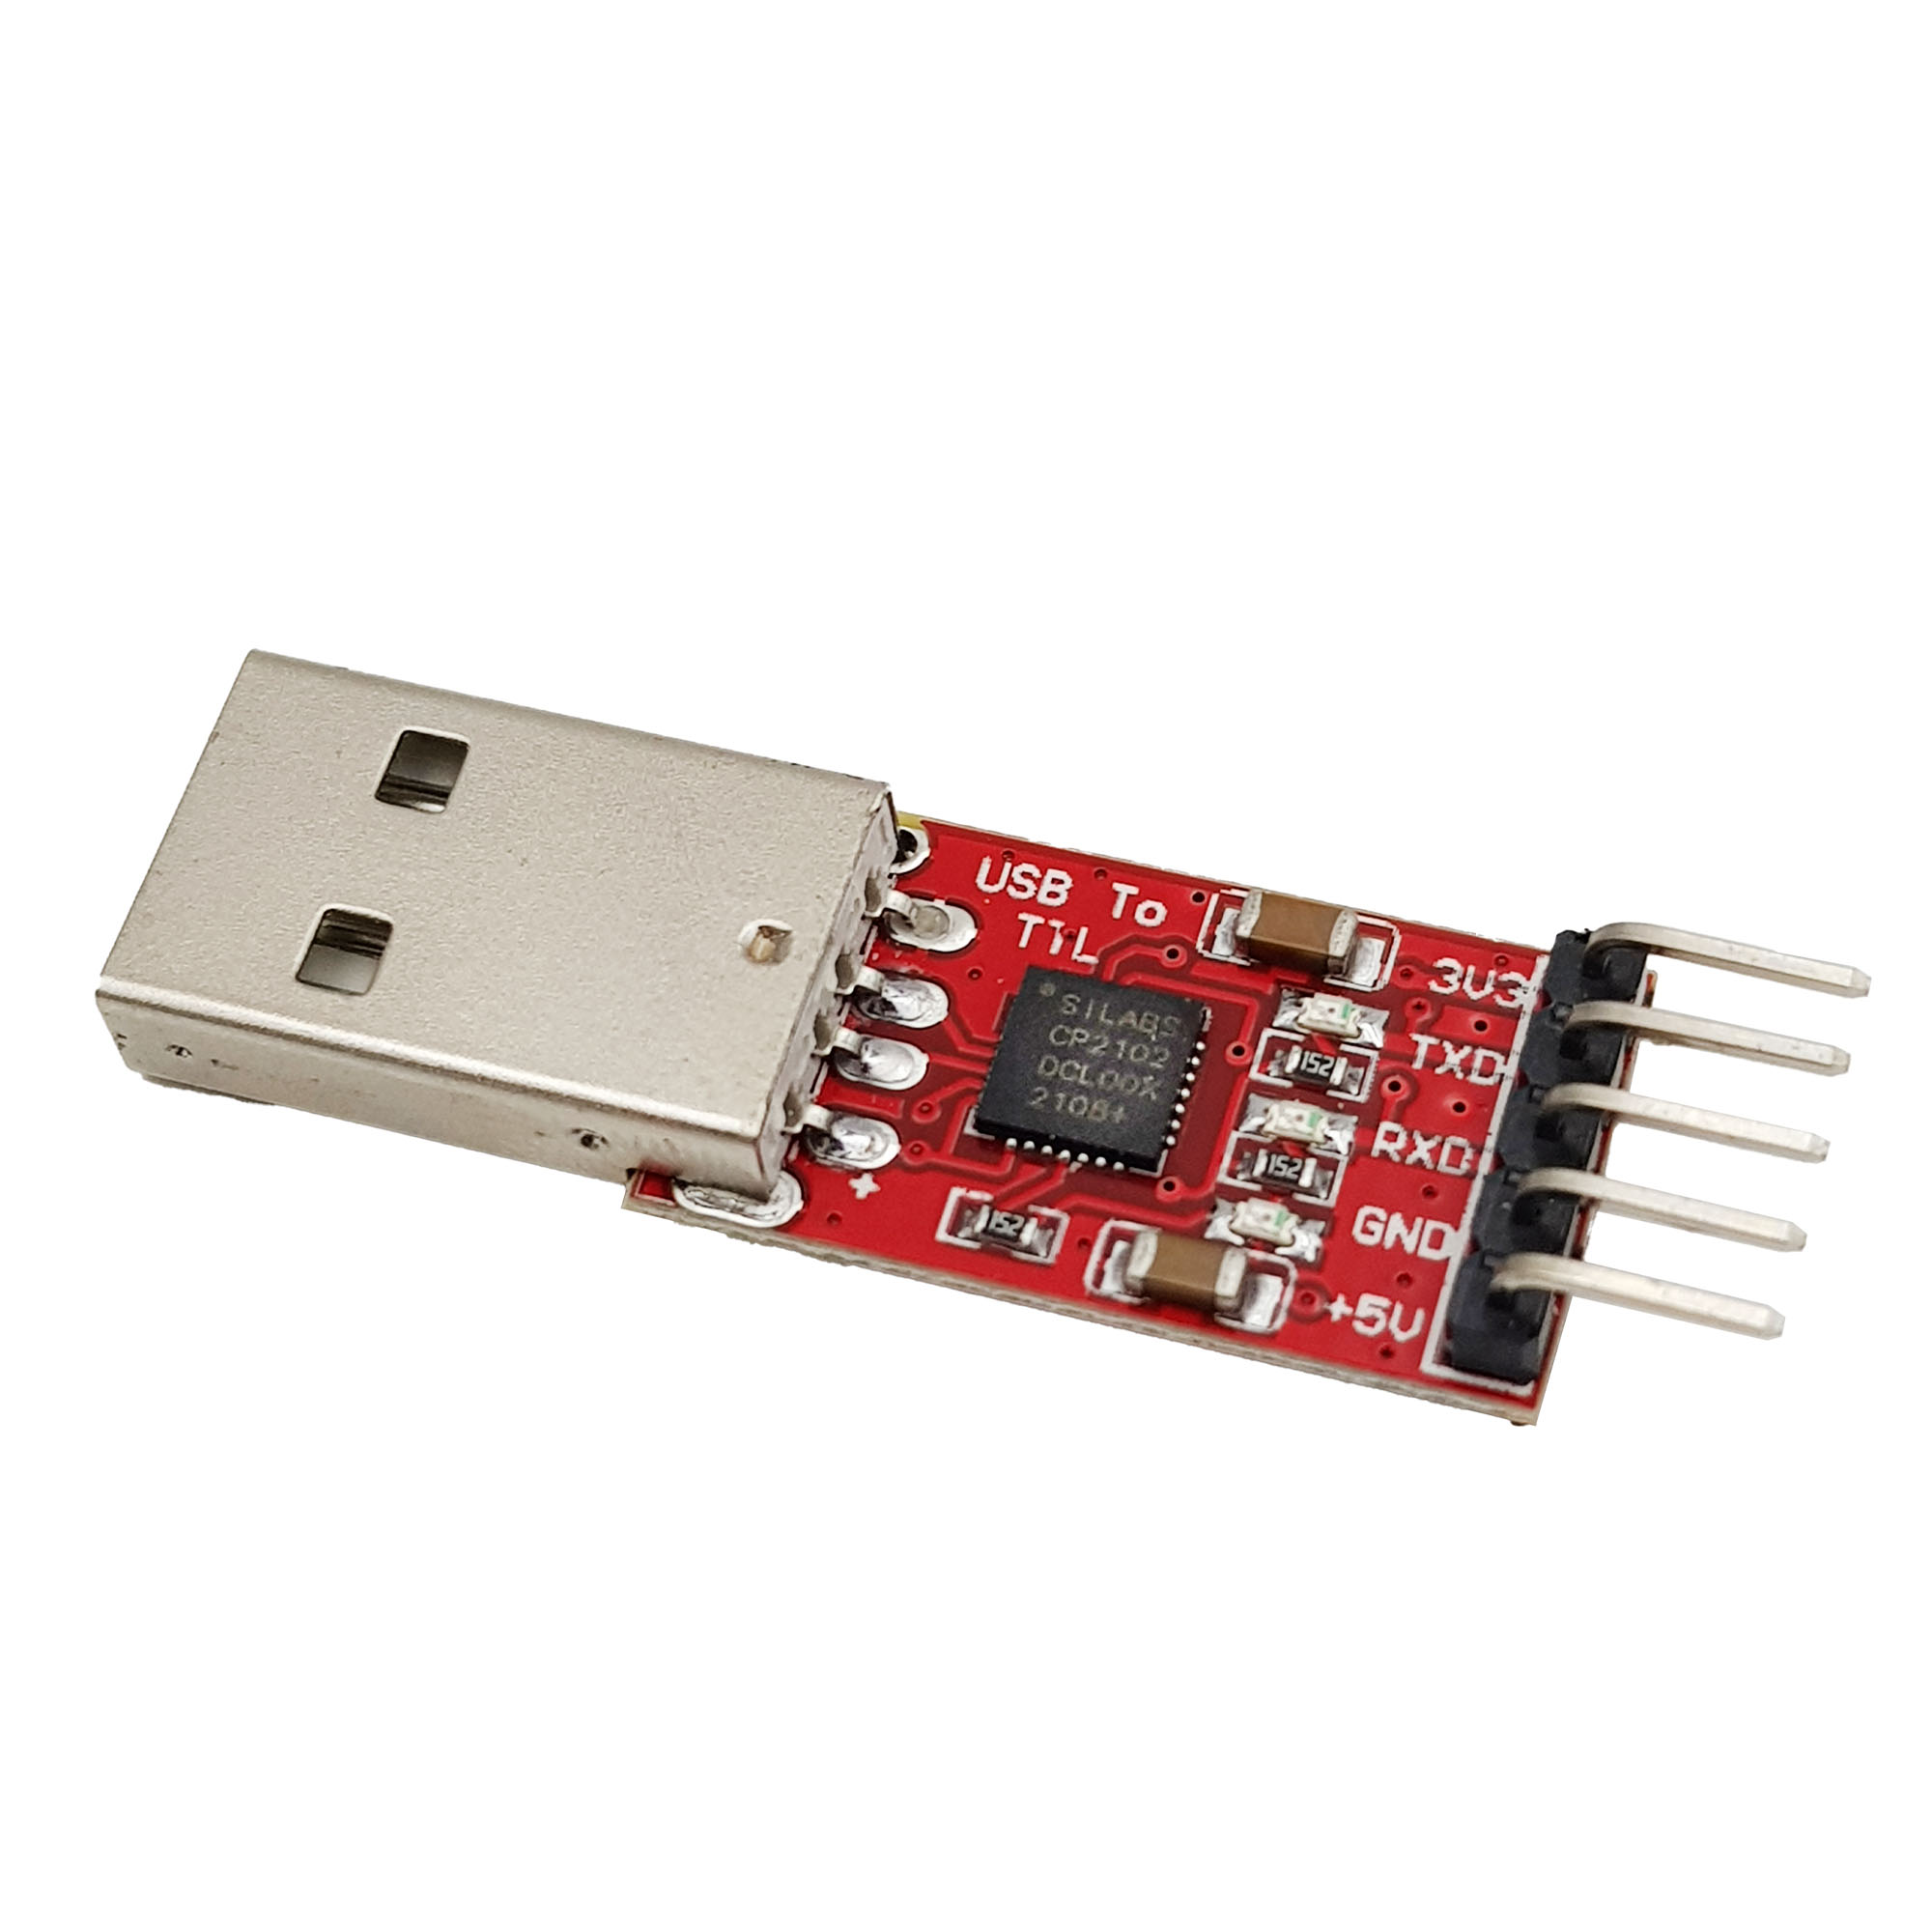 USB To
TTL
SILABS
CP2102
DCL00X
2108+
3V3
TXD
RXD
GND
+5V
152
152
152
+